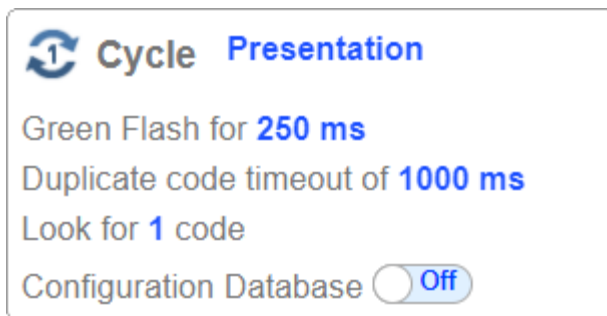 1 Cycle Presentation
Green Flash for 250 ms
Duplicate code timeout of 1000 ms
Look for 1 code
Configuration Database Off